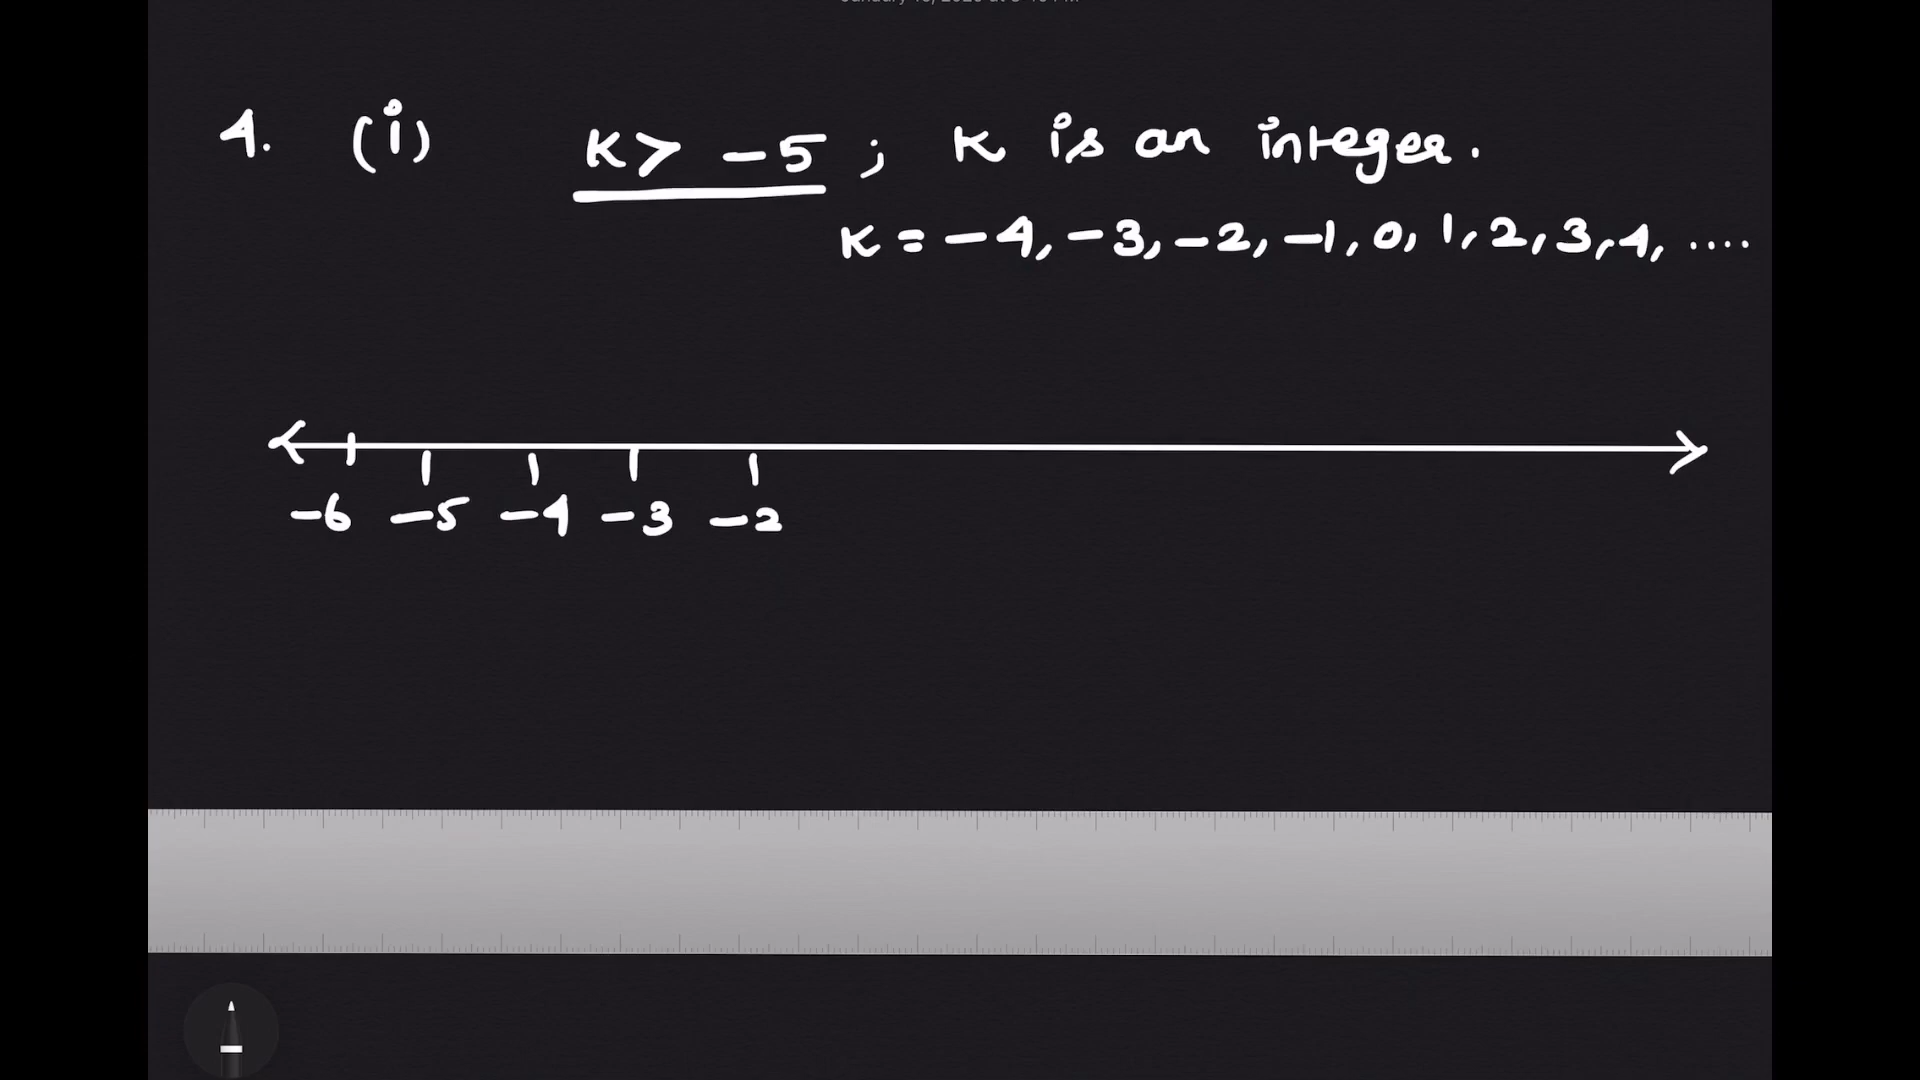 4. (i) K > -5 ; K is an integer.
K = -4, -3, -2, -1, 0, 1, 2, 3, 4, ....
-6 -5 -4 -3 -2